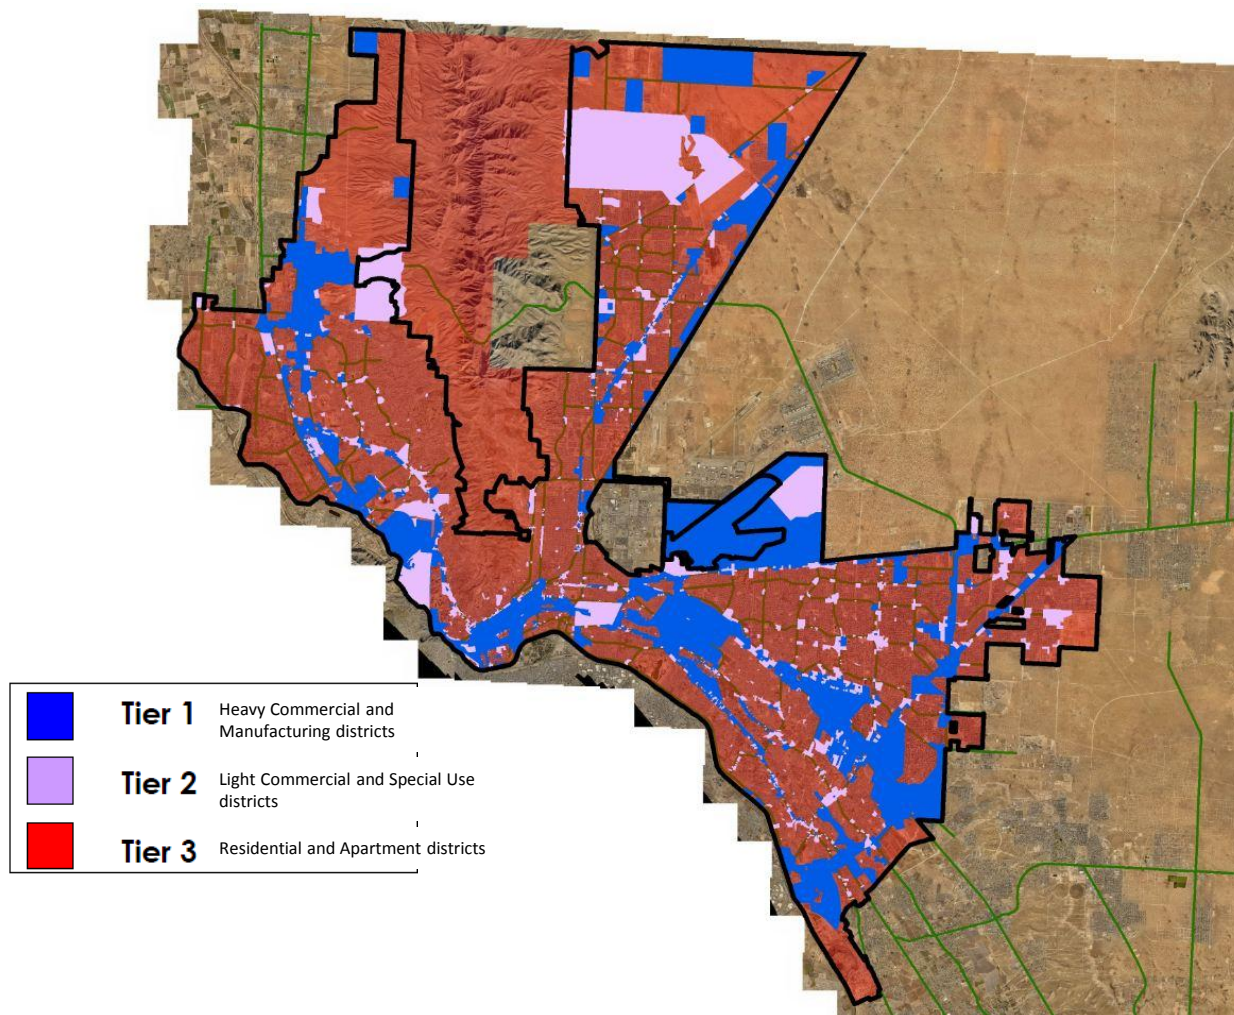 Tier 1
Heavy Commercial and
Manufacturing districts
Tier 2
Light Commercial and Special Use
districts
Tier 3
Residential and Apartment districts